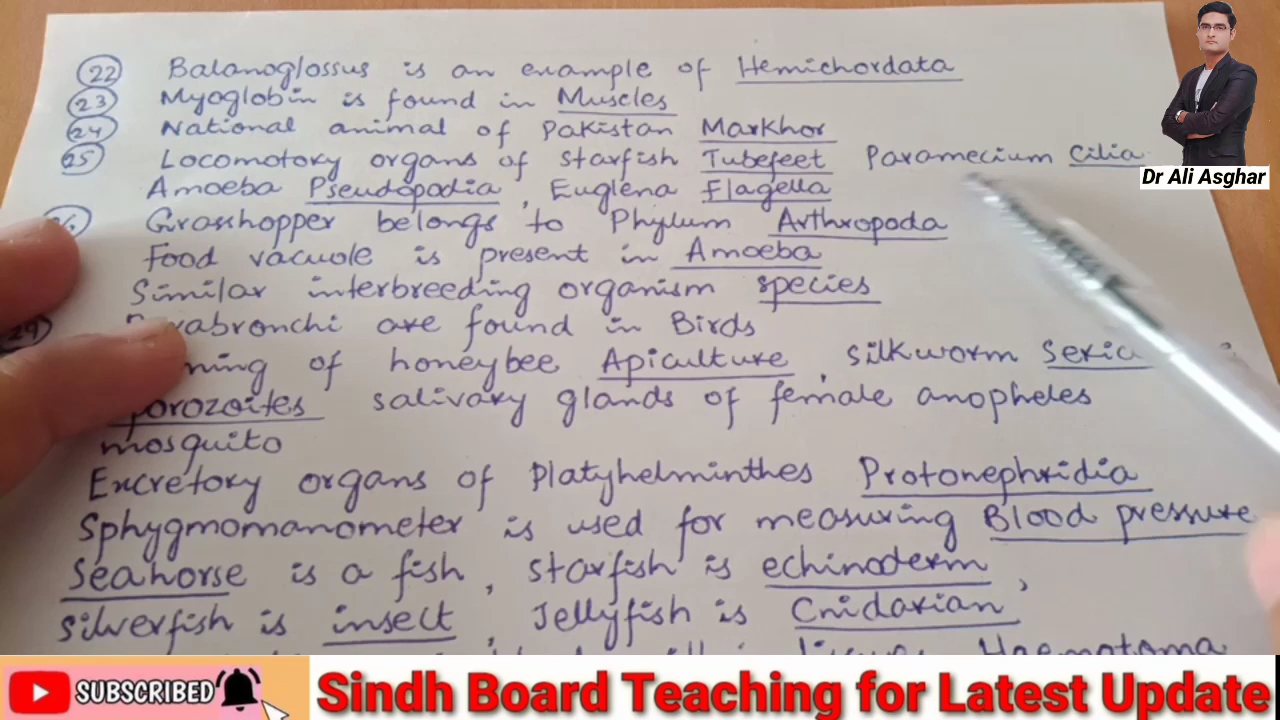 22 Balanoglossus is an example of Hemichordata
23 Myoglobin is found in Muscles
24 National animal of Pakistan Markhor
25 Locomotory organs of starfish Tubefeet Paramecium Cilia
Amoeba Pseudopodia, Euglena Flagella
Grasshopper belongs to Phylum Arthropoda
Food vacuole is present in Amoeba
Similar interbreeding organism species
29 are found in Birds
of honeybee Apiculture, silkworm
salivary glands of female anopheles
mosquito
Excretory organs of Platyhelminthes Protonephridia
Sphygmomanometer is used for measuring Blood pressure
Seahorse is a fish, starfish is echinoderm,
silverfish is insect, Jellyfish is Cnidarian
Haematoma
Dr Ali Asghar
SUBSCRIBED
Sindh Board Teaching for Latest Update